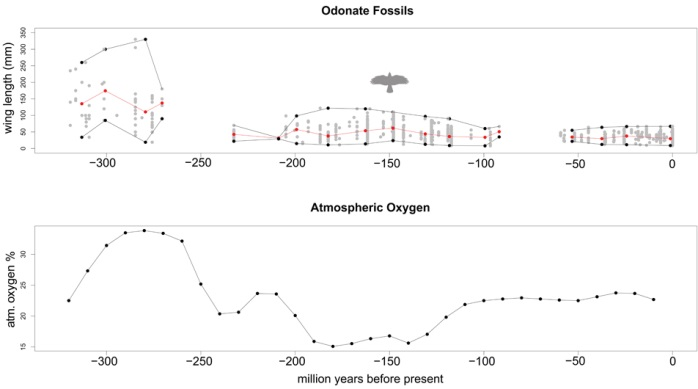 Odonate Fossils
wing length (mm)
350
300
250
200
150
100
50
0
−300 −250 −200 −150 −100 −50 0
Atmospheric Oxygen
atm. oxygen %
30
25
20
15
−300 −250 −200 −150 −100 −50 0
million years before present